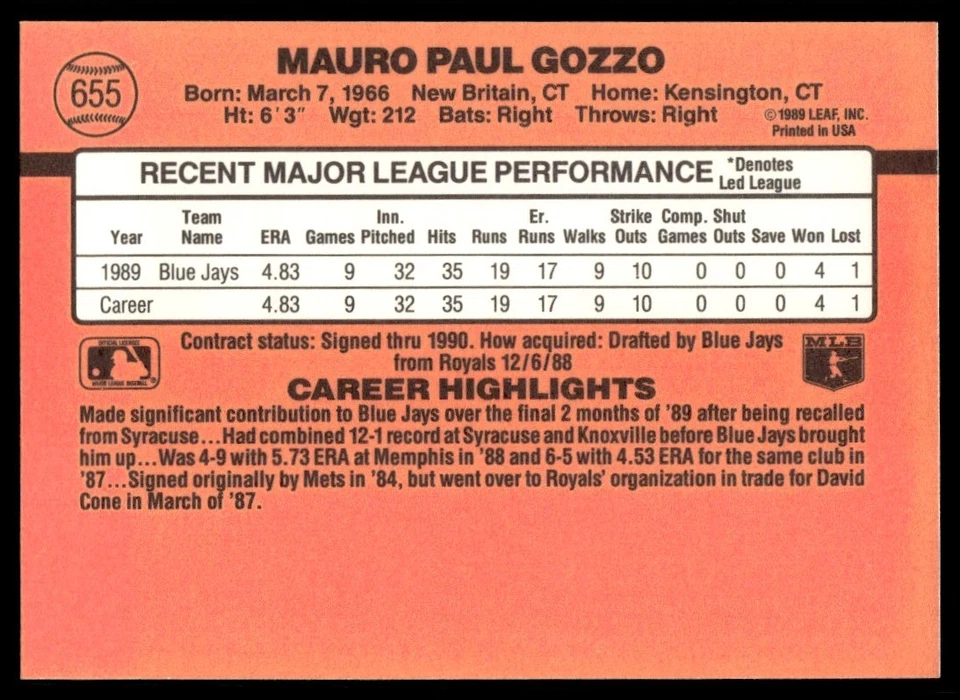 655
MAURO PAUL GOZZO
Born: March 7, 1966 New Britain, CT Home: Kensington, CT
Ht: 6'3" Wgt: 212 Bats: Right Throws: Right
©1989 LEAF, INC.
Printed in USA
RECENT MAJOR LEAGUE PERFORMANCE
*Denotes
Led League
Year Team Name ERA Games Inn. Pitched Hits Runs Er. Runs Walks Strike Outs Comp. Games Shut Outs Save Won Lost
1989 Blue Jays 4.83 9 32 35 19 17 9 10 0 0 0 4 1
Career 4.83 9 32 35 19 17 9 10 0 0 0 4 1
Contract status: Signed thru 1990. How acquired: Drafted by Blue Jays
from Royals 12/6/88
OFFICIAL LICENSEE
MAJOR LEAGUE BASEBALL
MLB
CAREER HIGHLIGHTS
Made significant contribution to Blue Jays over the final 2 months of '89 after being recalled
from Syracuse...Had combined 12-1 record at Syracuse and Knoxville before Blue Jays brought
him up...Was 4-9 with 5.73 ERA at Memphis in '88 and 6-5 with 4.53 ERA for the same club in
'87...Signed originally by Mets in '84, but went over to Royals' organization in trade for David
Cone in March of '87.